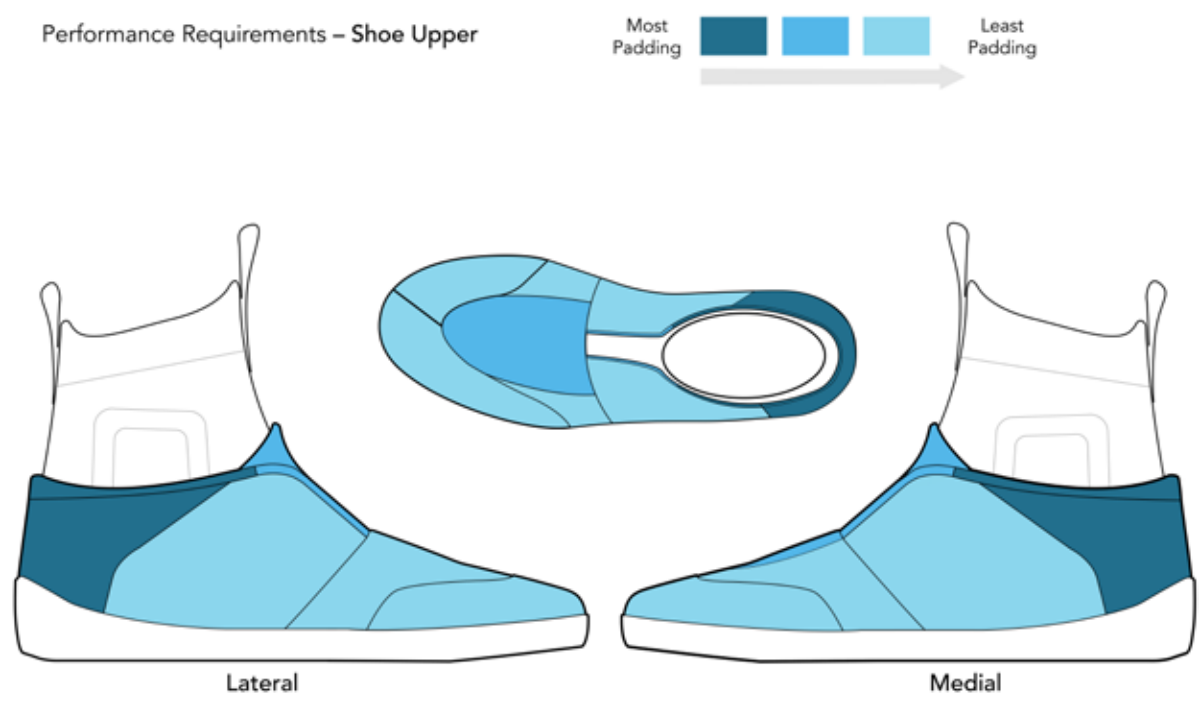 Performance Requirements – Shoe Upper
Most
Padding
Least
Padding
Lateral
Medial